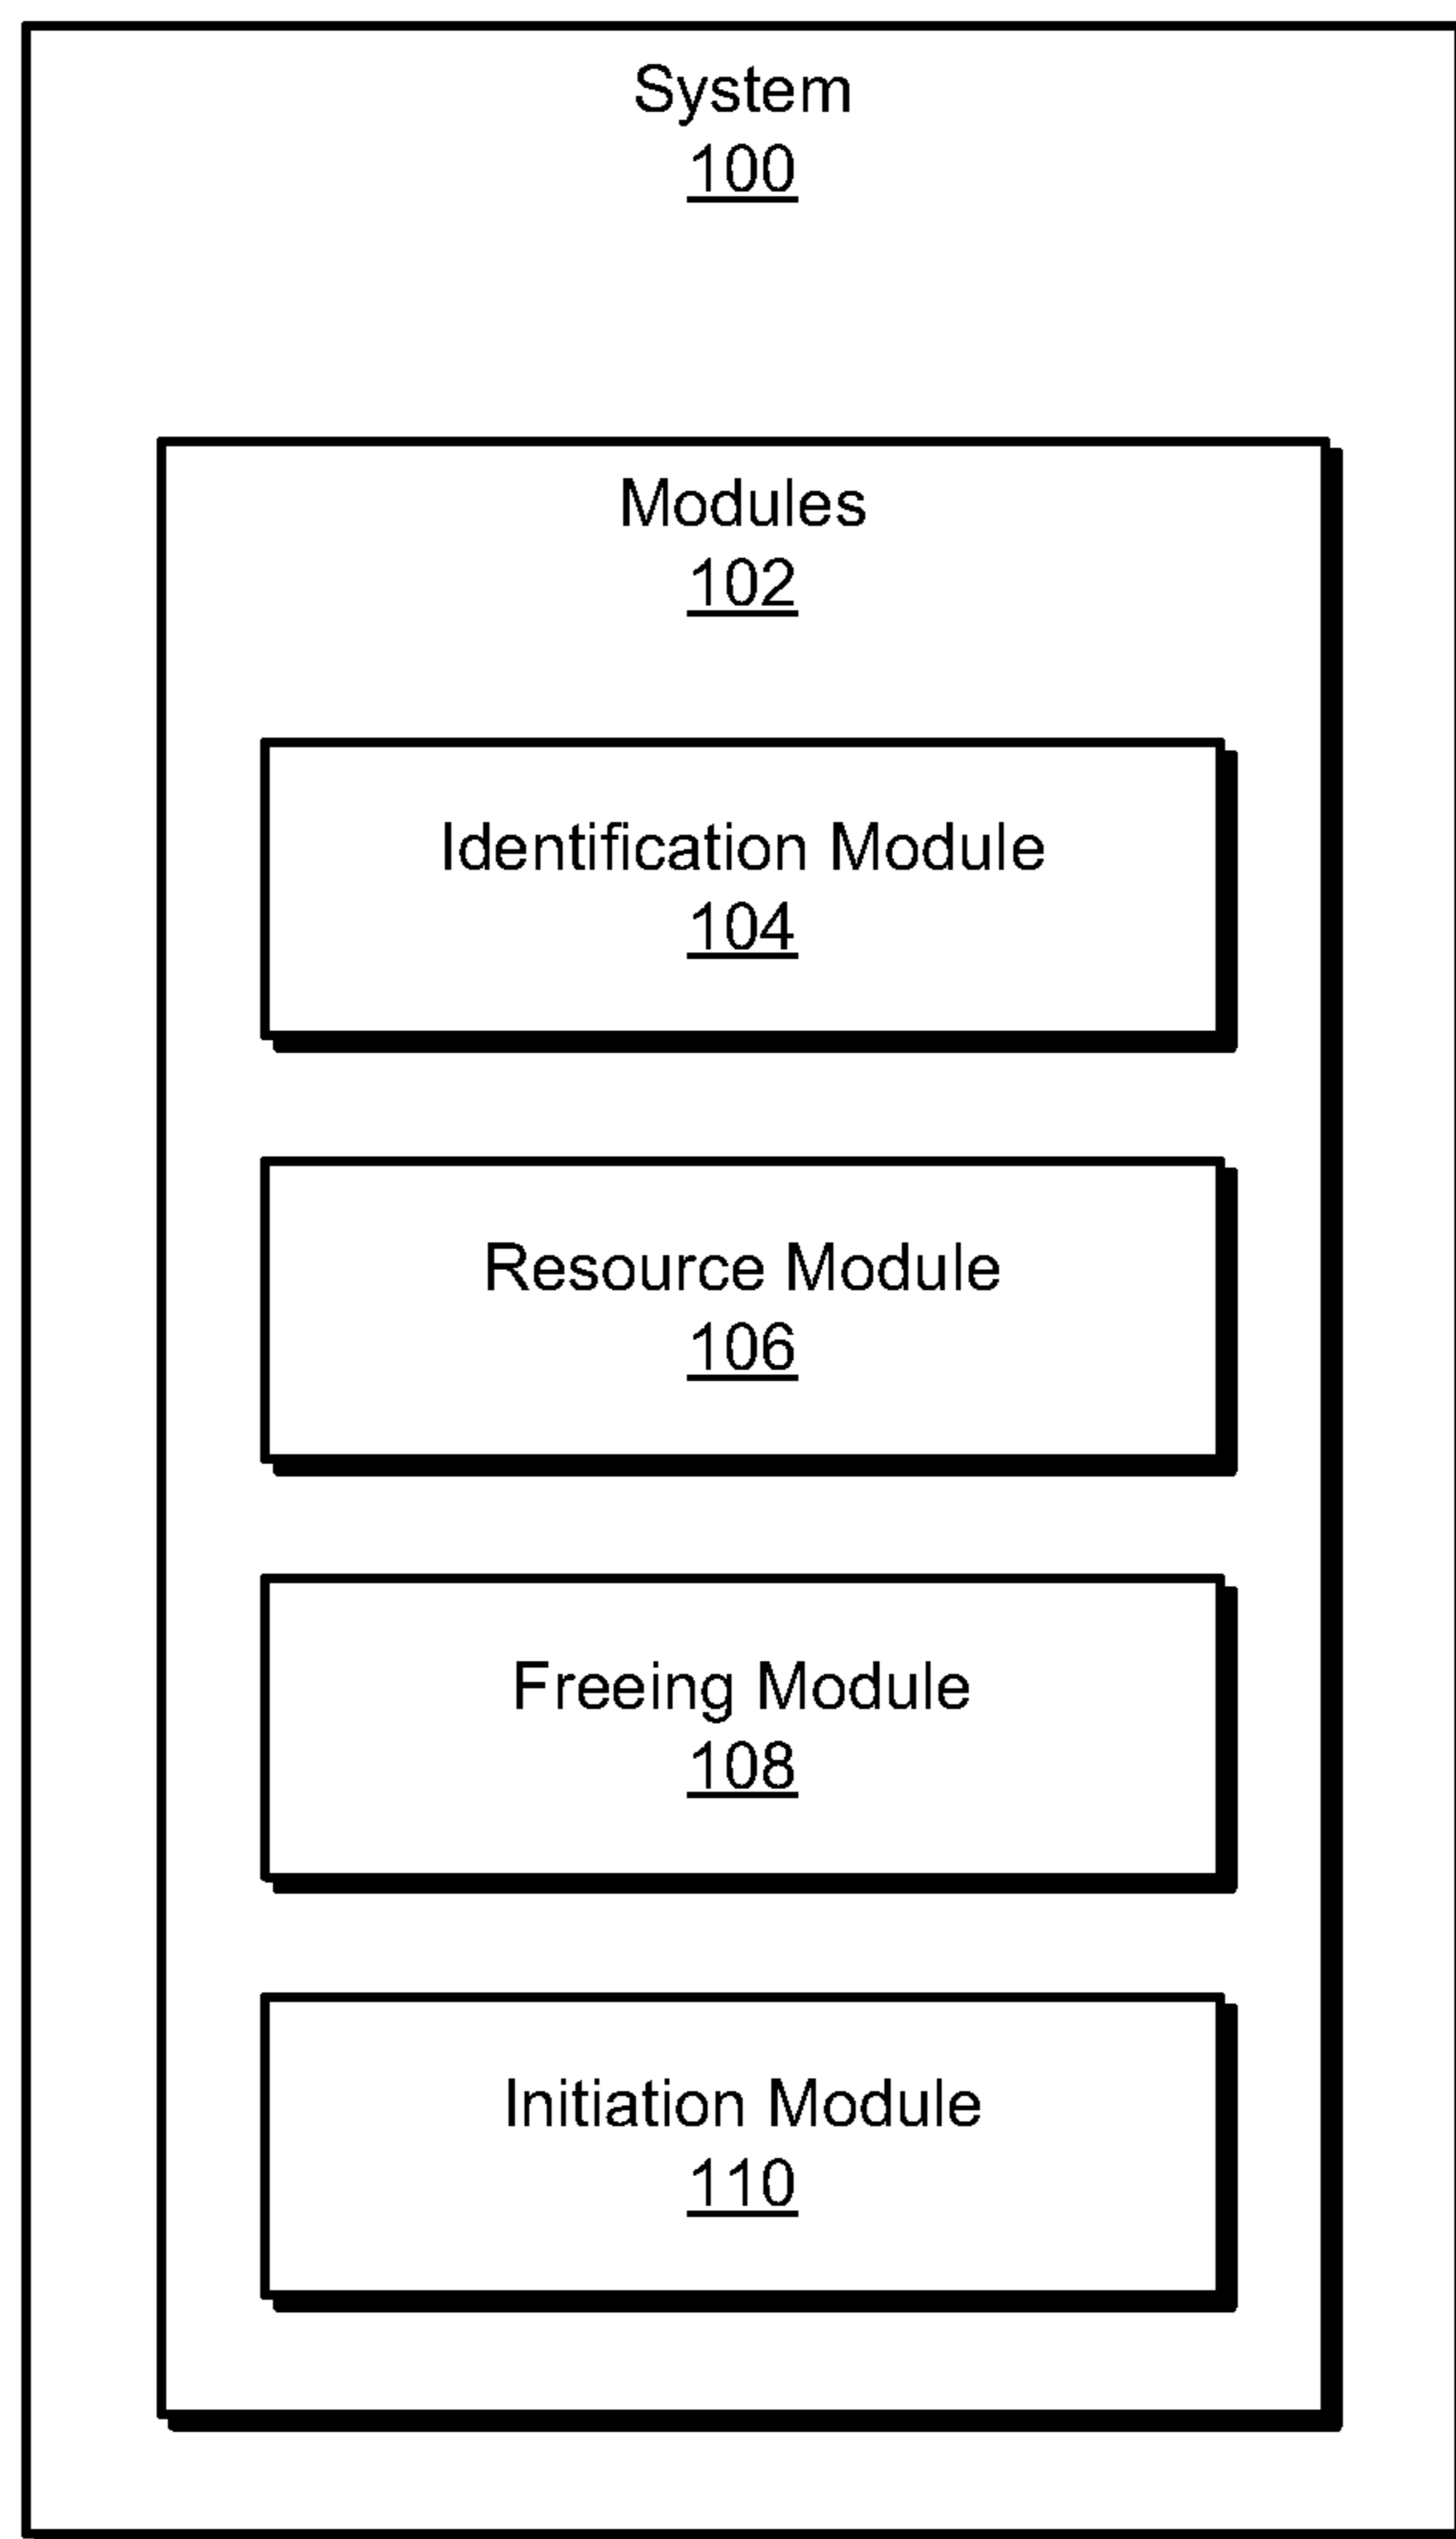 System
100
Modules
102
Identification Module
104
Resource Module
106
Freeing Module
108
Initiation Module
110